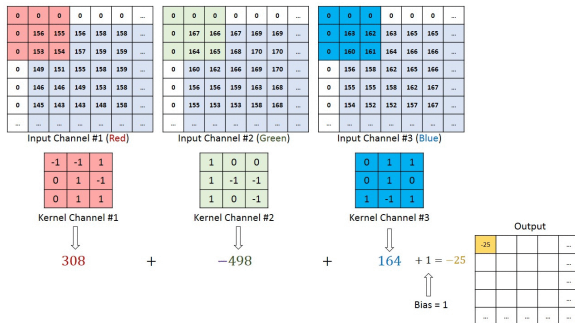 0 0 0 0 0 0 ...
0 156 155 156 158 158 ...
0 153 154 157 159 159 ...
0 149 151 155 158 159 ...
0 146 146 149 153 158 ...
0 145 143 143 148 158 ...
... ... ... ... ... ... ...
Input Channel #1 (Red)
0 0 0 0 0 0 ...
0 167 166 167 169 169 ...
0 164 165 168 170 170 ...
0 160 162 166 169 170 ...
0 156 156 159 163 168 ...
0 155 153 153 158 168 ...
... ... ... ... ... ... ...
Input Channel #2 (Green)
0 0 0 0 0 0 ...
0 163 162 163 165 165 ...
0 160 161 164 166 166 ...
0 156 158 162 165 166 ...
0 155 155 158 162 167 ...
0 154 152 152 157 167 ...
... ... ... ... ... ... ...
Input Channel #3 (Blue)
-1 -1 1
0 1 -1
0 1 1
Kernel Channel #1
1 0 0
1 -1 -1
1 0 -1
Kernel Channel #2
0 1 1
0 1 0
1 -1 1
Kernel Channel #3
308 + −498 + 164 + 1 = −25
Bias = 1
Output
-25 ...
...
...
...
... ... ... ... ...